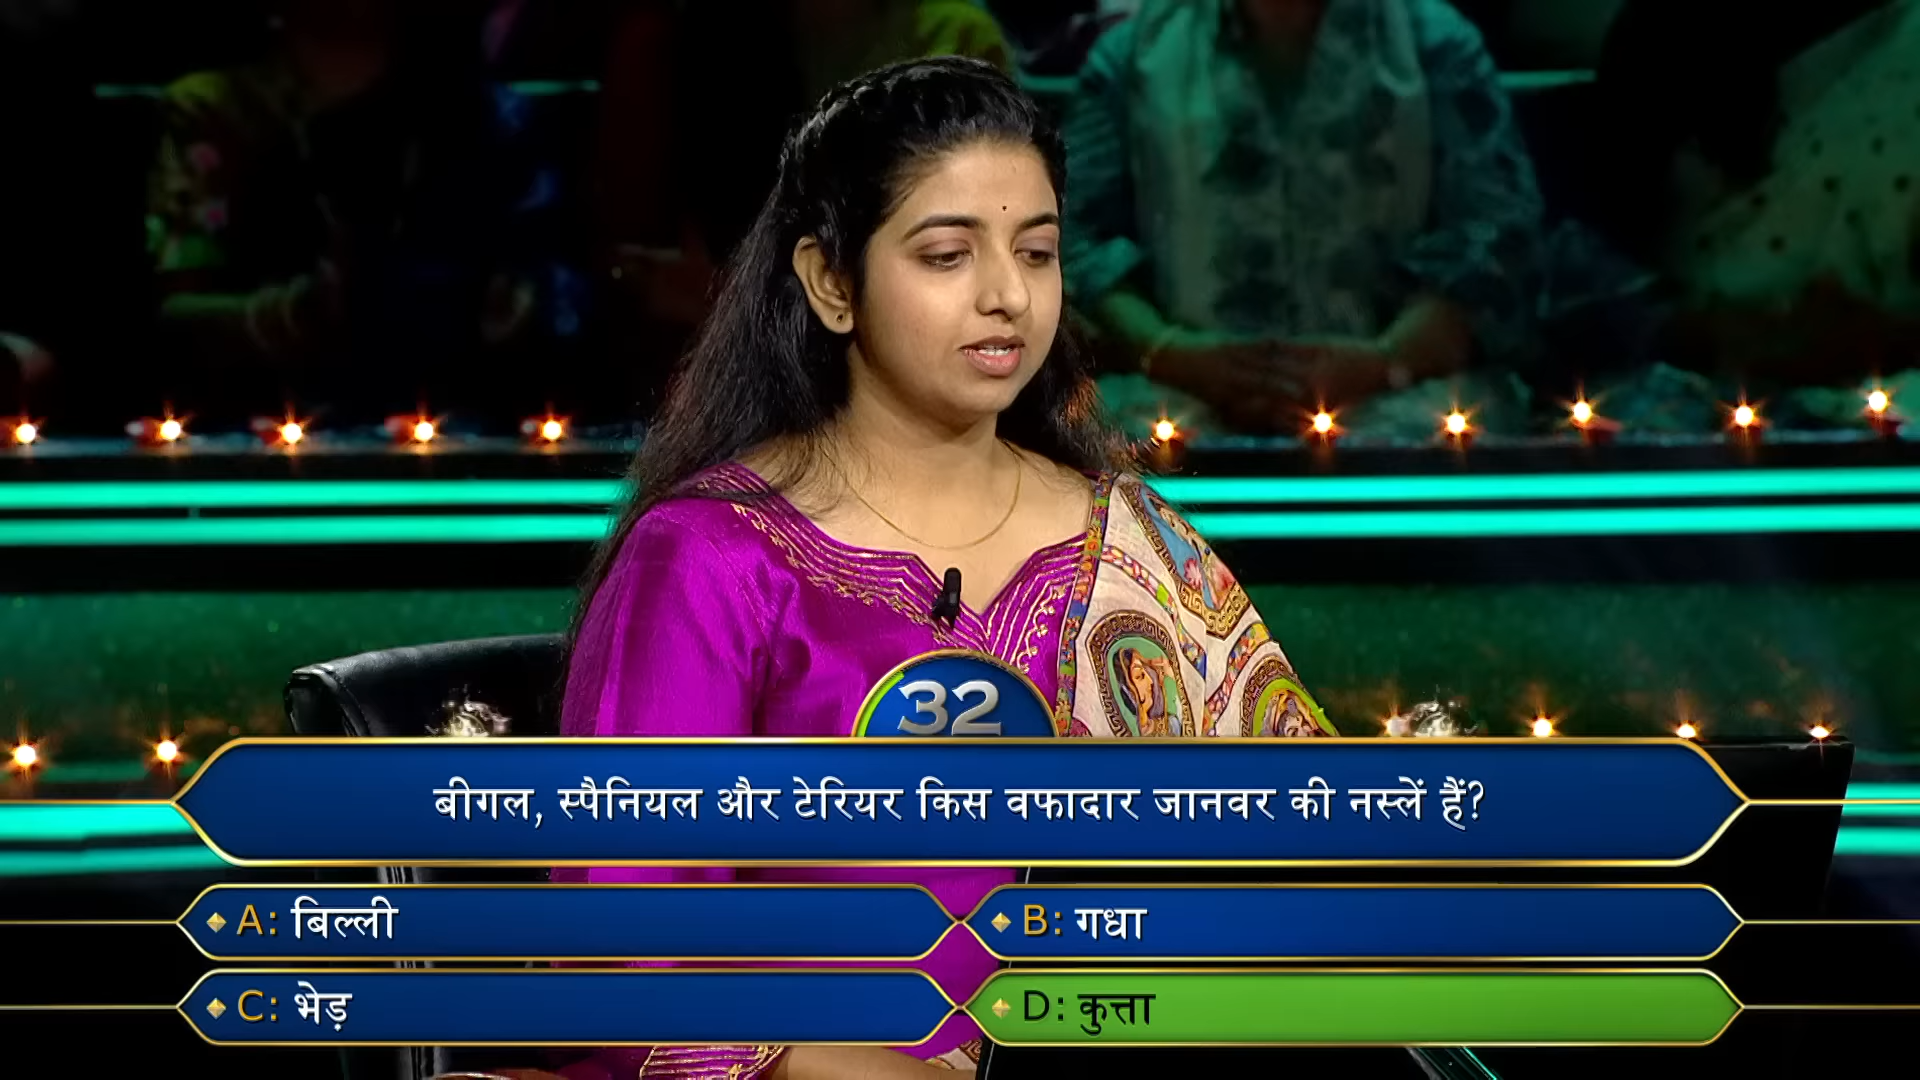 32
बीगल, स्पैनियल और टेरियर किस वफादार जानवर की नस्लें हैं?
A: बिल्ली
B: गधा
C: भेड़
D: कुत्ता